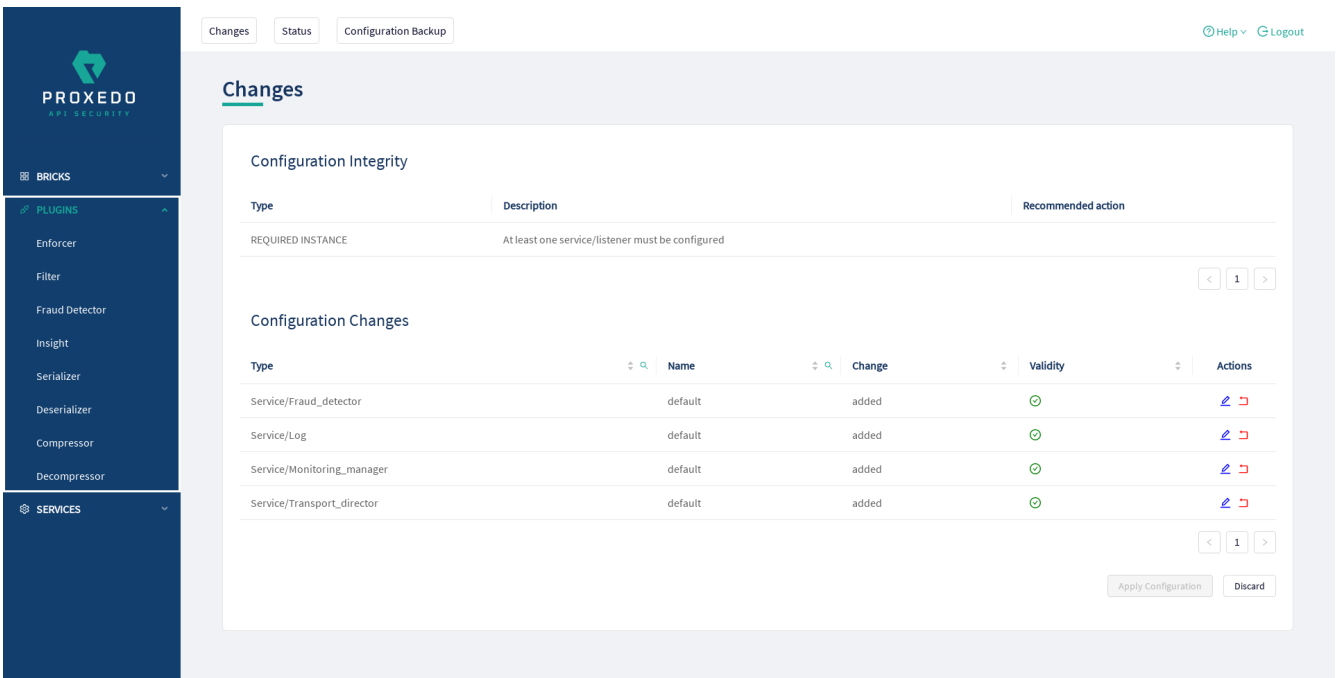 Changes Status Configuration Backup Help Logout
PROXEDO
API SECURITY
BRICKS
PLUGINS
Enforcer
Filter
Fraud Detector
Insight
Serializer
Deserializer
Compressor
Decompressor
SERVICES
Changes
Configuration Integrity
Type Description Recommended action
REQUIRED INSTANCE At least one service/listener must be configured
< 1 >
Configuration Changes
Type Name Change Validity Actions
Service/Fraud_detector default added
Service/Log default added
Service/Monitoring_manager default added
Service/Transport_director default added
< 1 >
Apply Configuration Discard